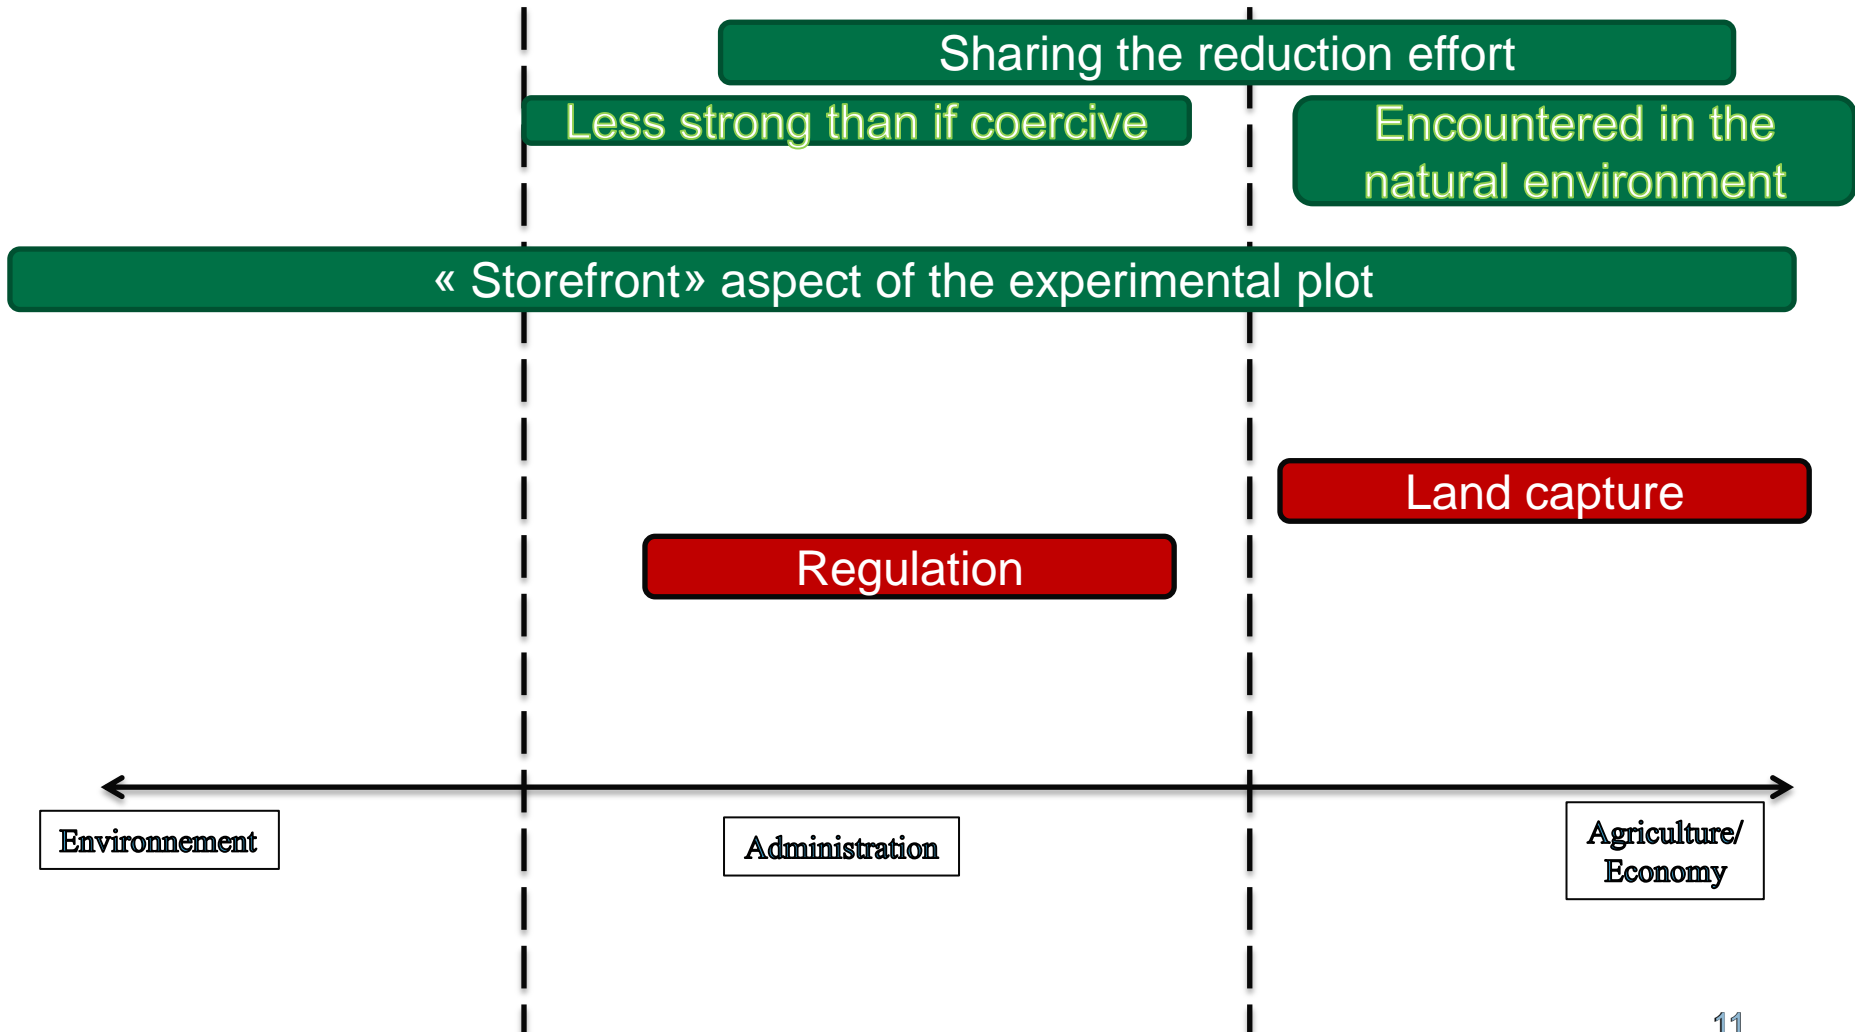 Sharing the reduction effort
Less strong than if coercive
Encountered in the
natural environment
« Storefront» aspect of the experimental plot
Land capture
Regulation
Environnement
Administration
Agriculture/
Economy
11